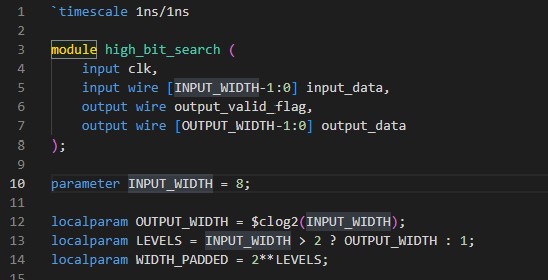 1 `timescale 1ns/1ns
2
3 module high_bit_search (
4 input clk,
5 input wire [INPUT_WIDTH-1:0] input_data,
6 output wire output_valid_flag,
7 output wire [OUTPUT_WIDTH-1:0] output_data
8 );
9
10 parameter INPUT_WIDTH = 8;
11
12 localparam OUTPUT_WIDTH = $clog2(INPUT_WIDTH);
13 localparam LEVELS = INPUT_WIDTH > 2 ? OUTPUT_WIDTH : 1;
14 localparam WIDTH_PADDED = 2**LEVELS;
15